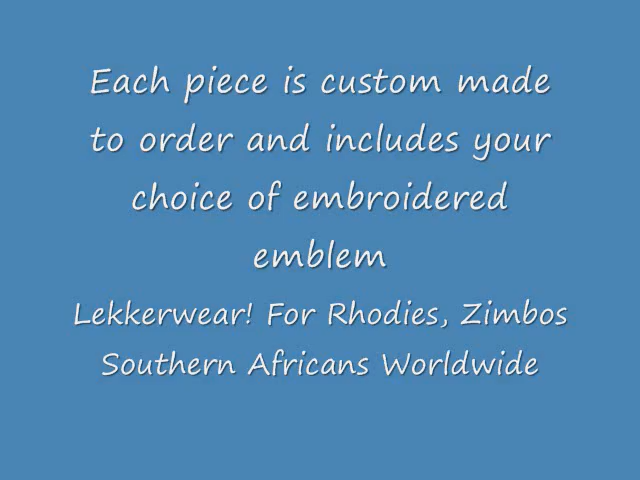 Each piece is custom made
to order and includes your
choice of embroidered
emblem
Lekkerwear! For Rhodies, Zimbos
Southern Africans Worldwide